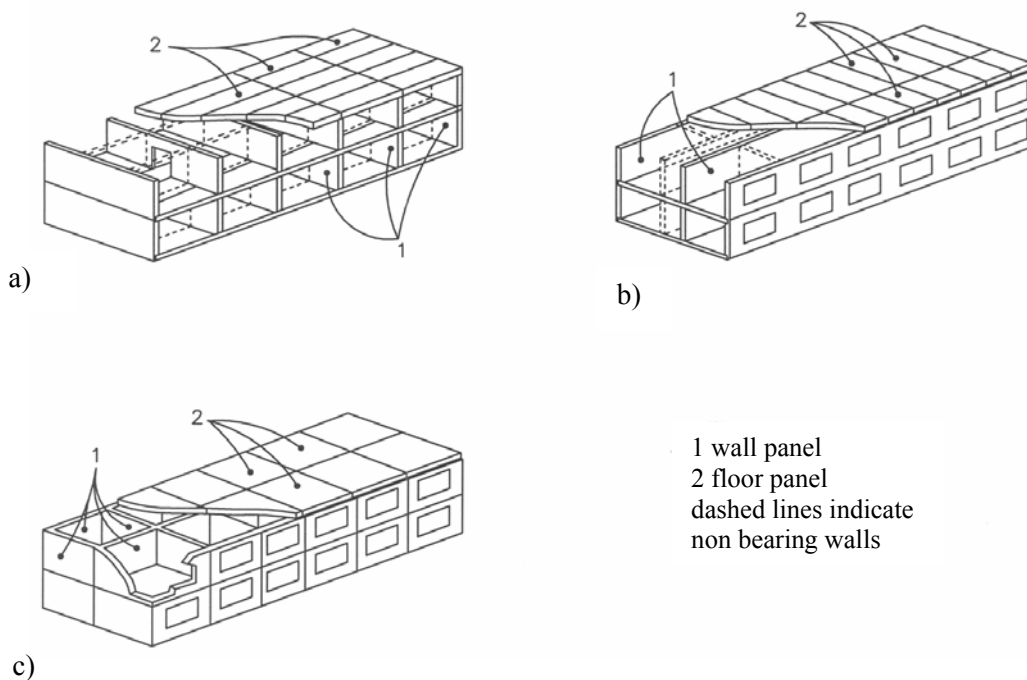 2
1
a)
2
1
b)
2
1
c)
1 wall panel
2 floor panel
dashed lines indicate
non bearing walls